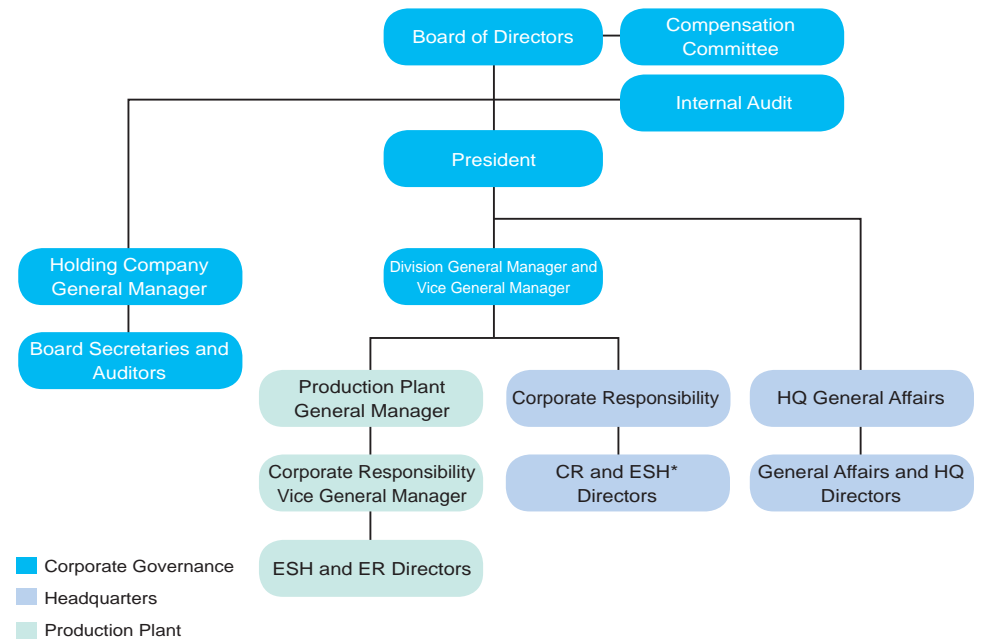 Board of Directors
Compensation
Committee
Internal Audit
President
Holding Company
General Manager
Division General Manager and
Vice General Manager
Board Secretaries and
Auditors
Production Plant
General Manager
Corporate Responsibility
HQ General Affairs
Corporate Responsibility
Vice General Manager
CR and ESH*
Directors
General Affairs and HQ
Directors
ESH and ER Directors
Corporate Governance
Headquarters
Production Plant